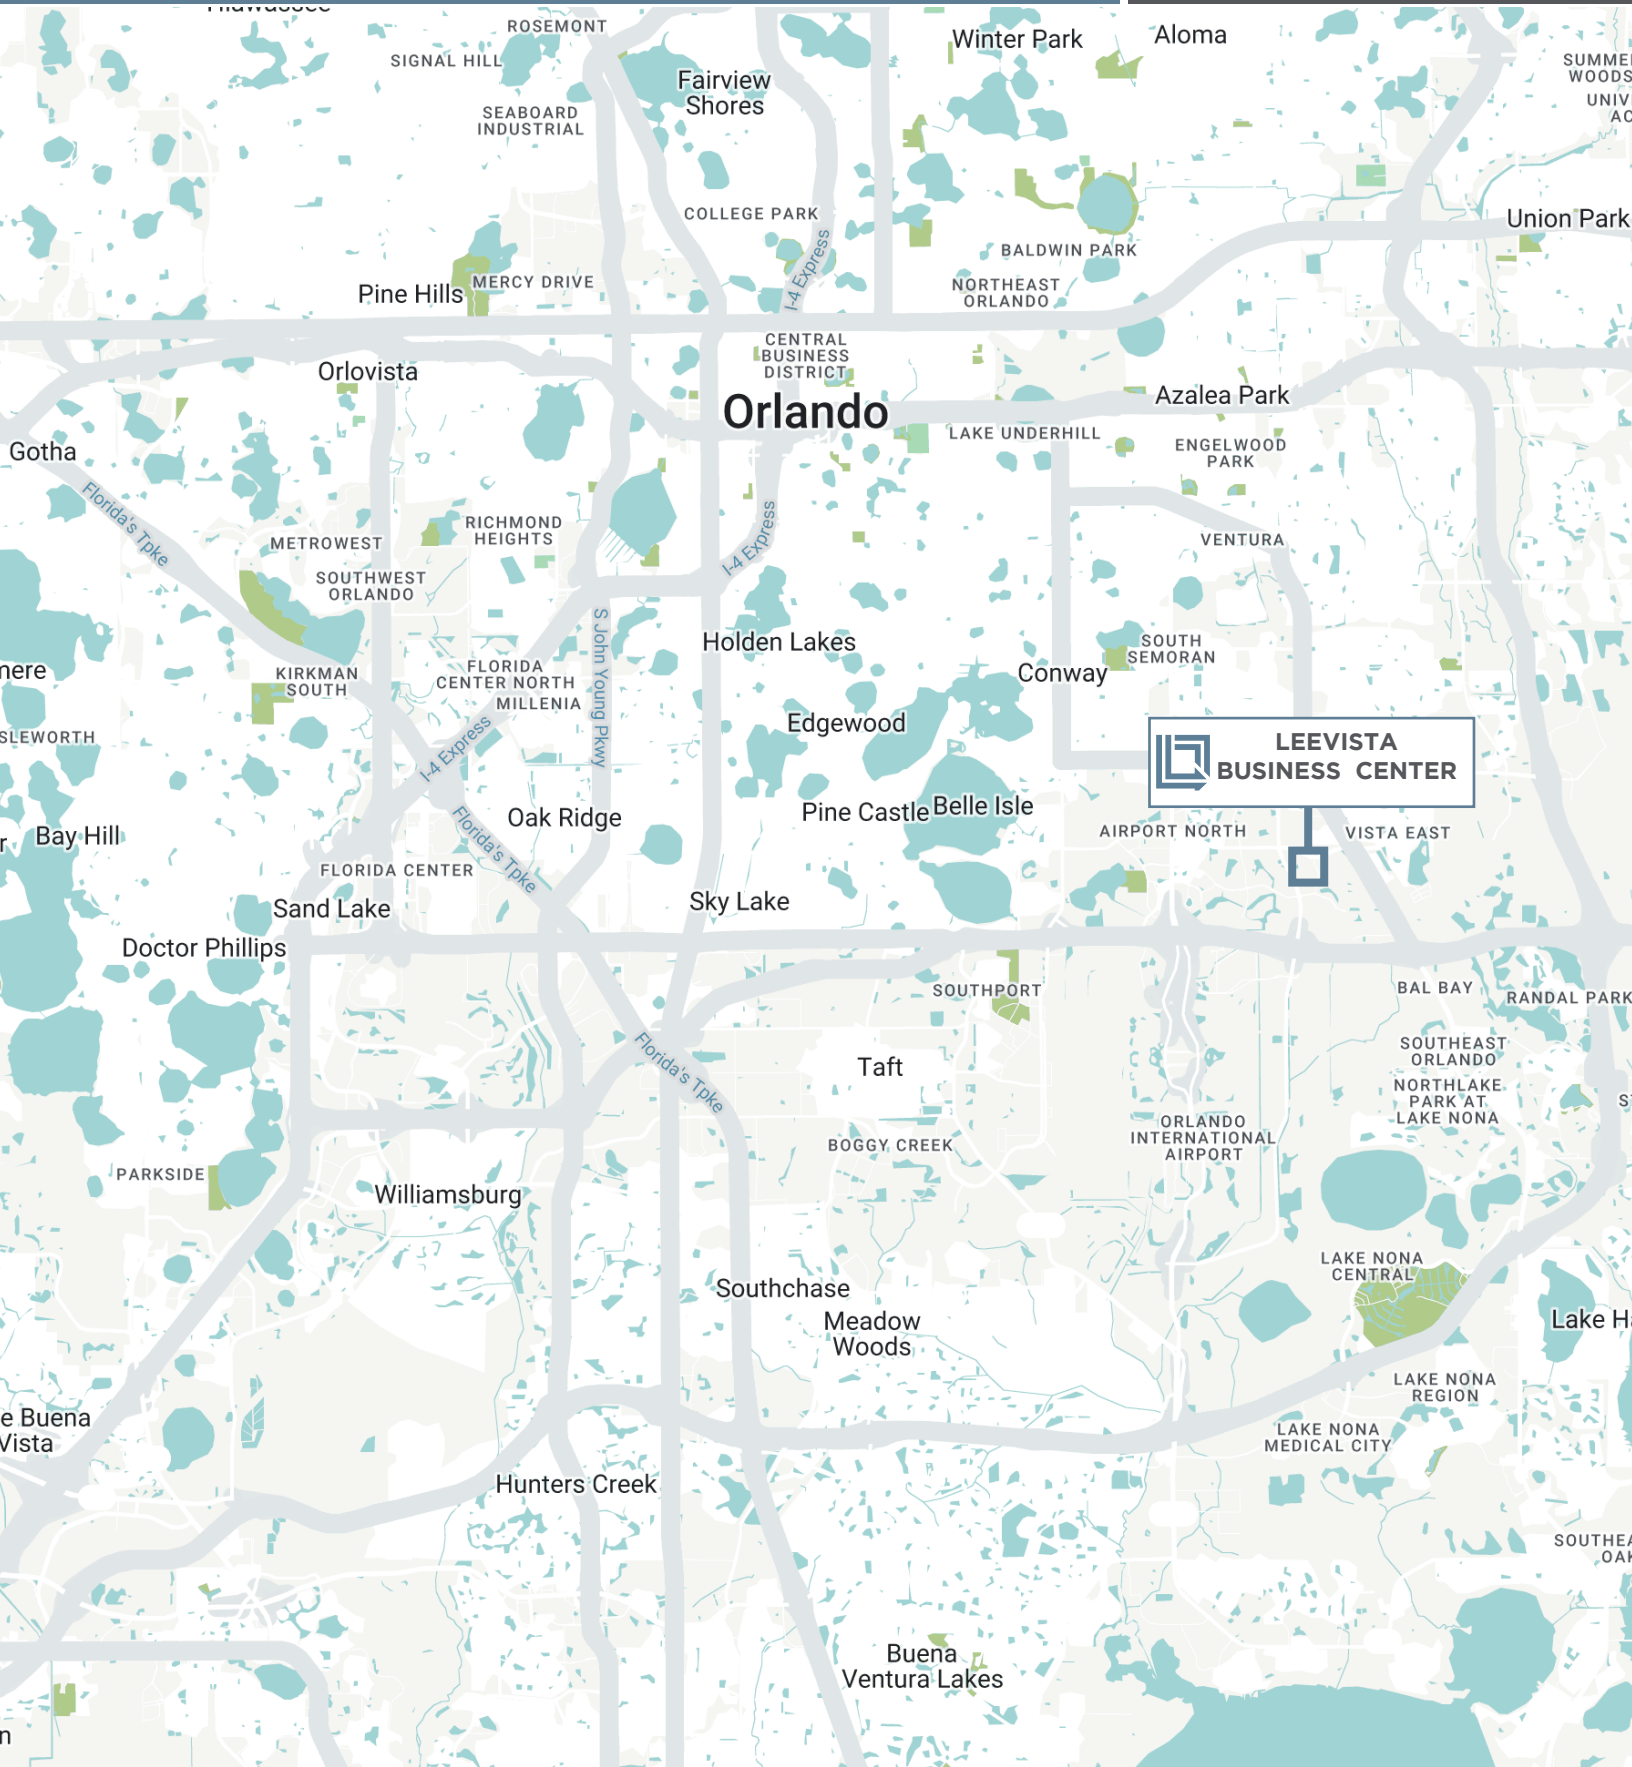 Hiawassee
ROSEMONT
Winter Park
Aloma
SIGNAL HILL
Fairview
Shores
SEABOARD
INDUSTRIAL
COLLEGE PARK
Union Park
BALDWIN PARK
I-4 Express
MERCY DRIVE
Pine Hills
NORTHEAST
ORLANDO
CENTRAL
BUSINESS
DISTRICT
Orlovista
Orlando
Azalea Park
LAKE UNDERHILL
Gotha
ENGELWOOD
PARK
Florida's Tpke
RICHMOND
HEIGHTS
METROWEST
I-4 Express
VENTURA
SOUTHWEST
ORLANDO
S John Young Pkwy
Holden Lakes
SOUTH
SEMORAN
KIRKMAN
SOUTH
FLORIDA
CENTER NORTH
MILLENIA
Conway
Edgewood
I-4 Express
LEEVISTA
BUSINESS CENTER
Oak Ridge
Pine Castle
Belle Isle
Florida's Tpke
Bay Hill
AIRPORT NORTH
VISTA EAST
FLORIDA CENTER
Sand Lake
Sky Lake
Doctor Phillips
SOUTHPORT
BAL BAY
RANDAL PARK
Florida's Tpke
Taft
SOUTHEAST
ORLANDO
NORTHLAKE
PARK AT
LAKE NONA
ORLANDO
INTERNATIONAL
AIRPORT
BOGGY CREEK
PARKSIDE
Williamsburg
LAKE NONA
CENTRAL
Southchase
Meadow
Woods
LAKE NONA
REGION
e Buena
Vista
LAKE NONA
MEDICAL CITY
Hunters Creek
Buena
Ventura Lakes